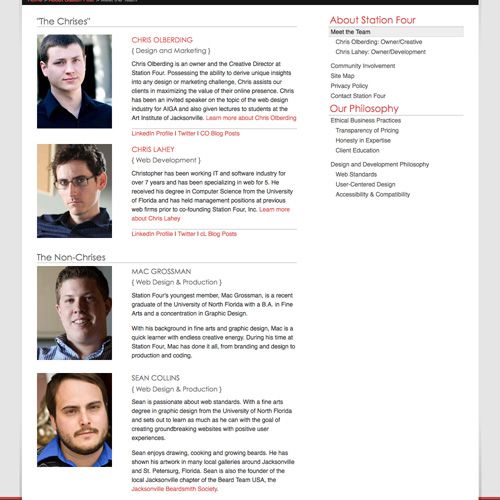 Home > About Station Four > Meet the Team
"The Chrises"
CHRIS OLBERDING
{ Design and Marketing }
Chris Olberding is an owner and the Creative Director at
Station Four. Possessing the ability to derive unique insights
into any design or marketing challenge, Chris assists our
clients in maximizing the value of their online presence. Chris
has been an invited speaker on the topic of the web design
industry for AIGA and also given lectures to students at the
Art Institute of Jacksonville. Learn more about Chris Olberding
LinkedIn Profile I Twitter I CO Blog Posts
CHRIS LAHEY
{ Web Development }
Christopher has been working IT and software industry for
over 7 years and has been specializing in web for 5. He
received his degree in Computer Science from the University
of Florida and has held management positions at previous
web firms prior to co-founding Station Four, Inc. Learn more
about Chris Lahey
LinkedIn Profile I Twitter I cL Blog Posts
The Non-Chrises
MAC GROSSMAN
{ Web Design & Production }
Station Four's youngest member, Mac Grossman, is a recent
graduate of the University of North Florida with a B.A. in Fine
Arts and a concentration in Graphic Design.
With his background in fine arts and graphic design, Mac is a
quick learner with endless creative energy. During his time at
Station Four, Mac has done it all, from branding and design to
production and coding.
SEAN COLLINS
{ Web Design & Production }
Sean is passionate about web standards. With a fine arts
degree in graphic design from the University of North Florida
and sets out to learn as much as he can with the goal of
creating groundbreaking websites with positive user
experiences.
Sean enjoys drawing, cooking and growing beards. He has
shown his artwork in many local galleries around Jacksonville
and St. Petersburg, Florida. Sean is also the founder of the
local Jacksonville chapter of the Beard Team USA, the
Jacksonville Beardsmith Society.
About Station Four
Meet the Team
Chris Olberding: Owner/Creative
Chris Lahey: Owner/Development
Community Involvement
Site Map
Privacy Policy
Contact Station Four
Our Philosophy
Ethical Business Practices
Transparency of Pricing
Honesty in Expertise
Client Education
Design and Development Philosophy
Web Standards
User-Centered Design
Accessibility & Compatibility